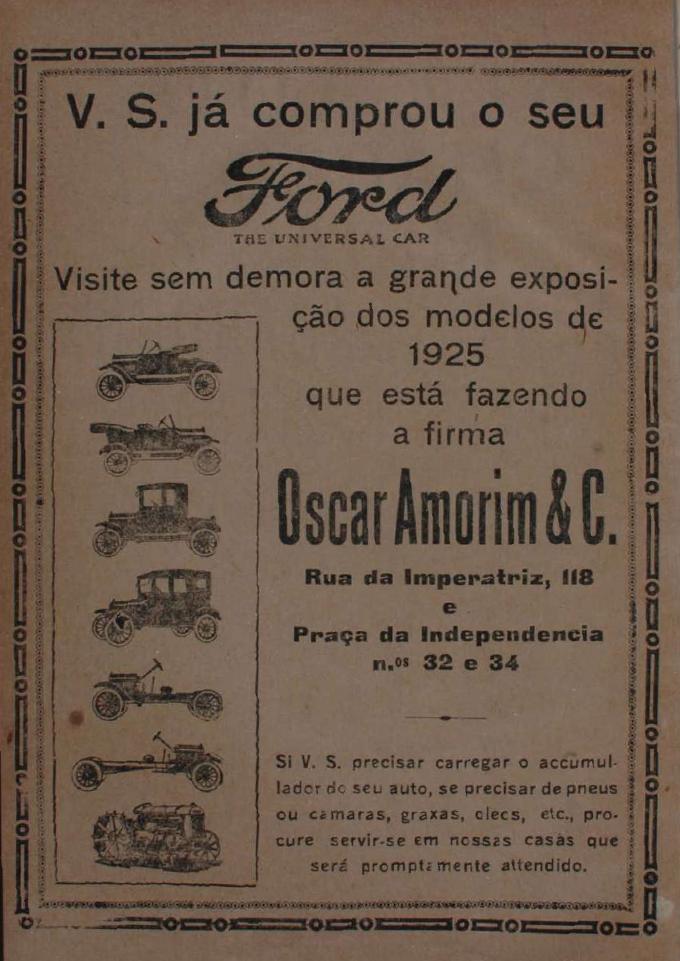 V. S. já comprou o seu
Ford
THE UNIVERSAL CAR
Visite sem demora a grande exposi-
ção dos modelos de
1925
que está fazendo
a firma
Oscar Amorim & C.
Rua da Imperatriz, 118
e
Praça da Independencia
n.os 32 e 34
Si V. S. precisar carregar o accumul-
lador do seu auto, se precisar de pneus
ou camaras, graxas, oleos, etc., pro-
cure servir-se em nossas casas que
será promptamente attendido.